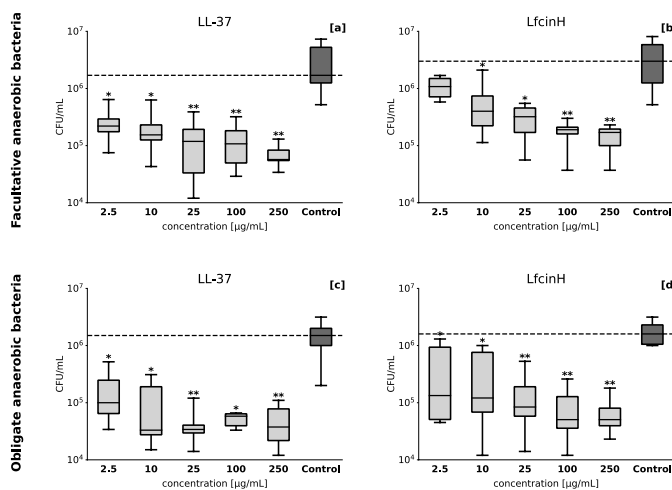 Facultative anaerobic bacteria
LL-37
[a]
CFU/mL
10⁷
10⁶
10⁵
10⁴
* * ** ** **
2.5 10 25 100 250 Control
concentration [µg/mL]
LfcinH
[b]
CFU/mL
10⁷
10⁶
10⁵
10⁴
* * ** **
2.5 10 25 100 250 Control
concentration [µg/mL]
Obligate anaerobic bacteria
LL-37
[c]
CFU/mL
10⁷
10⁶
10⁵
10⁴
* * ** * **
2.5 10 25 100 250 Control
concentration [µg/mL]
LfcinH
[d]
CFU/mL
10⁷
10⁶
10⁵
10⁴
* * ** ** **
2.5 10 25 100 250 Control
concentration [µg/mL]